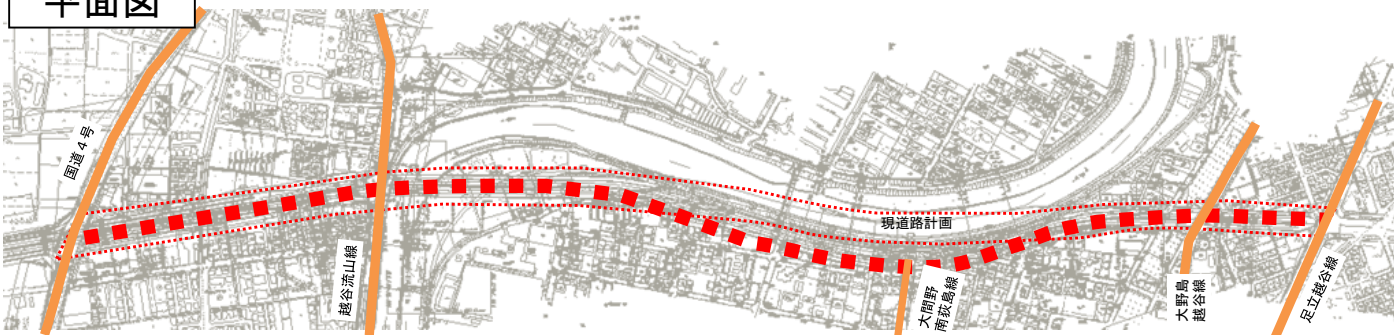 平面図
国道4号
越谷流山線
現道路計画
大間野
南荻島線
大野島
越谷線
足立越谷線